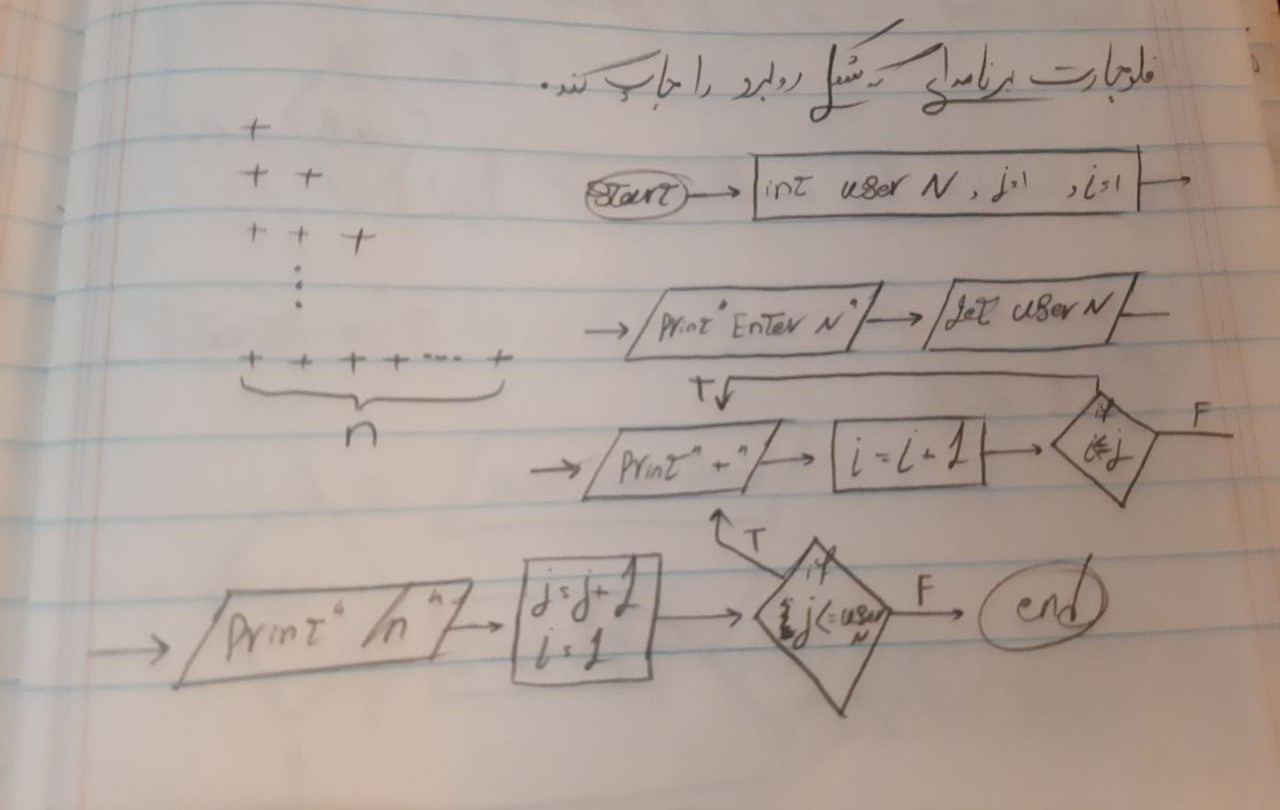 فلوچارت برنامه‌ای که شکل روبرو را چاپ کند.
+
+ +
+ + +
⋮
+ + + + .... +
n
Start
int user N , j=1 , i=1
Print "Enter N"
get user N
T
Print "+"
i = i + 1
if
i<=j
F
Print "/n"
j = j + 1
i = 1
T
if
j<=user
N
F
end